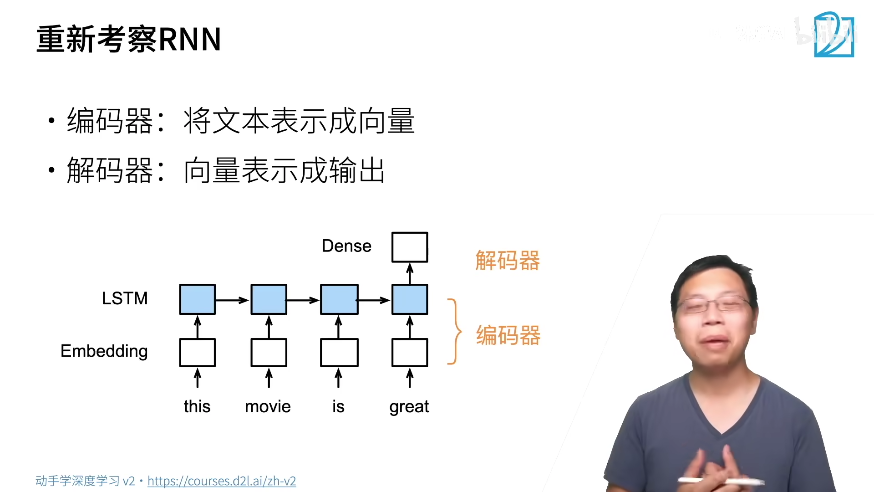 重新考察RNN
• 编码器：将文本表示成向量
• 解码器：向量表示成输出
Dense
解码器
LSTM
编码器
Embedding
this movie is great
动手学深度学习 v2 • https://courses.d2l.ai/zh-v2